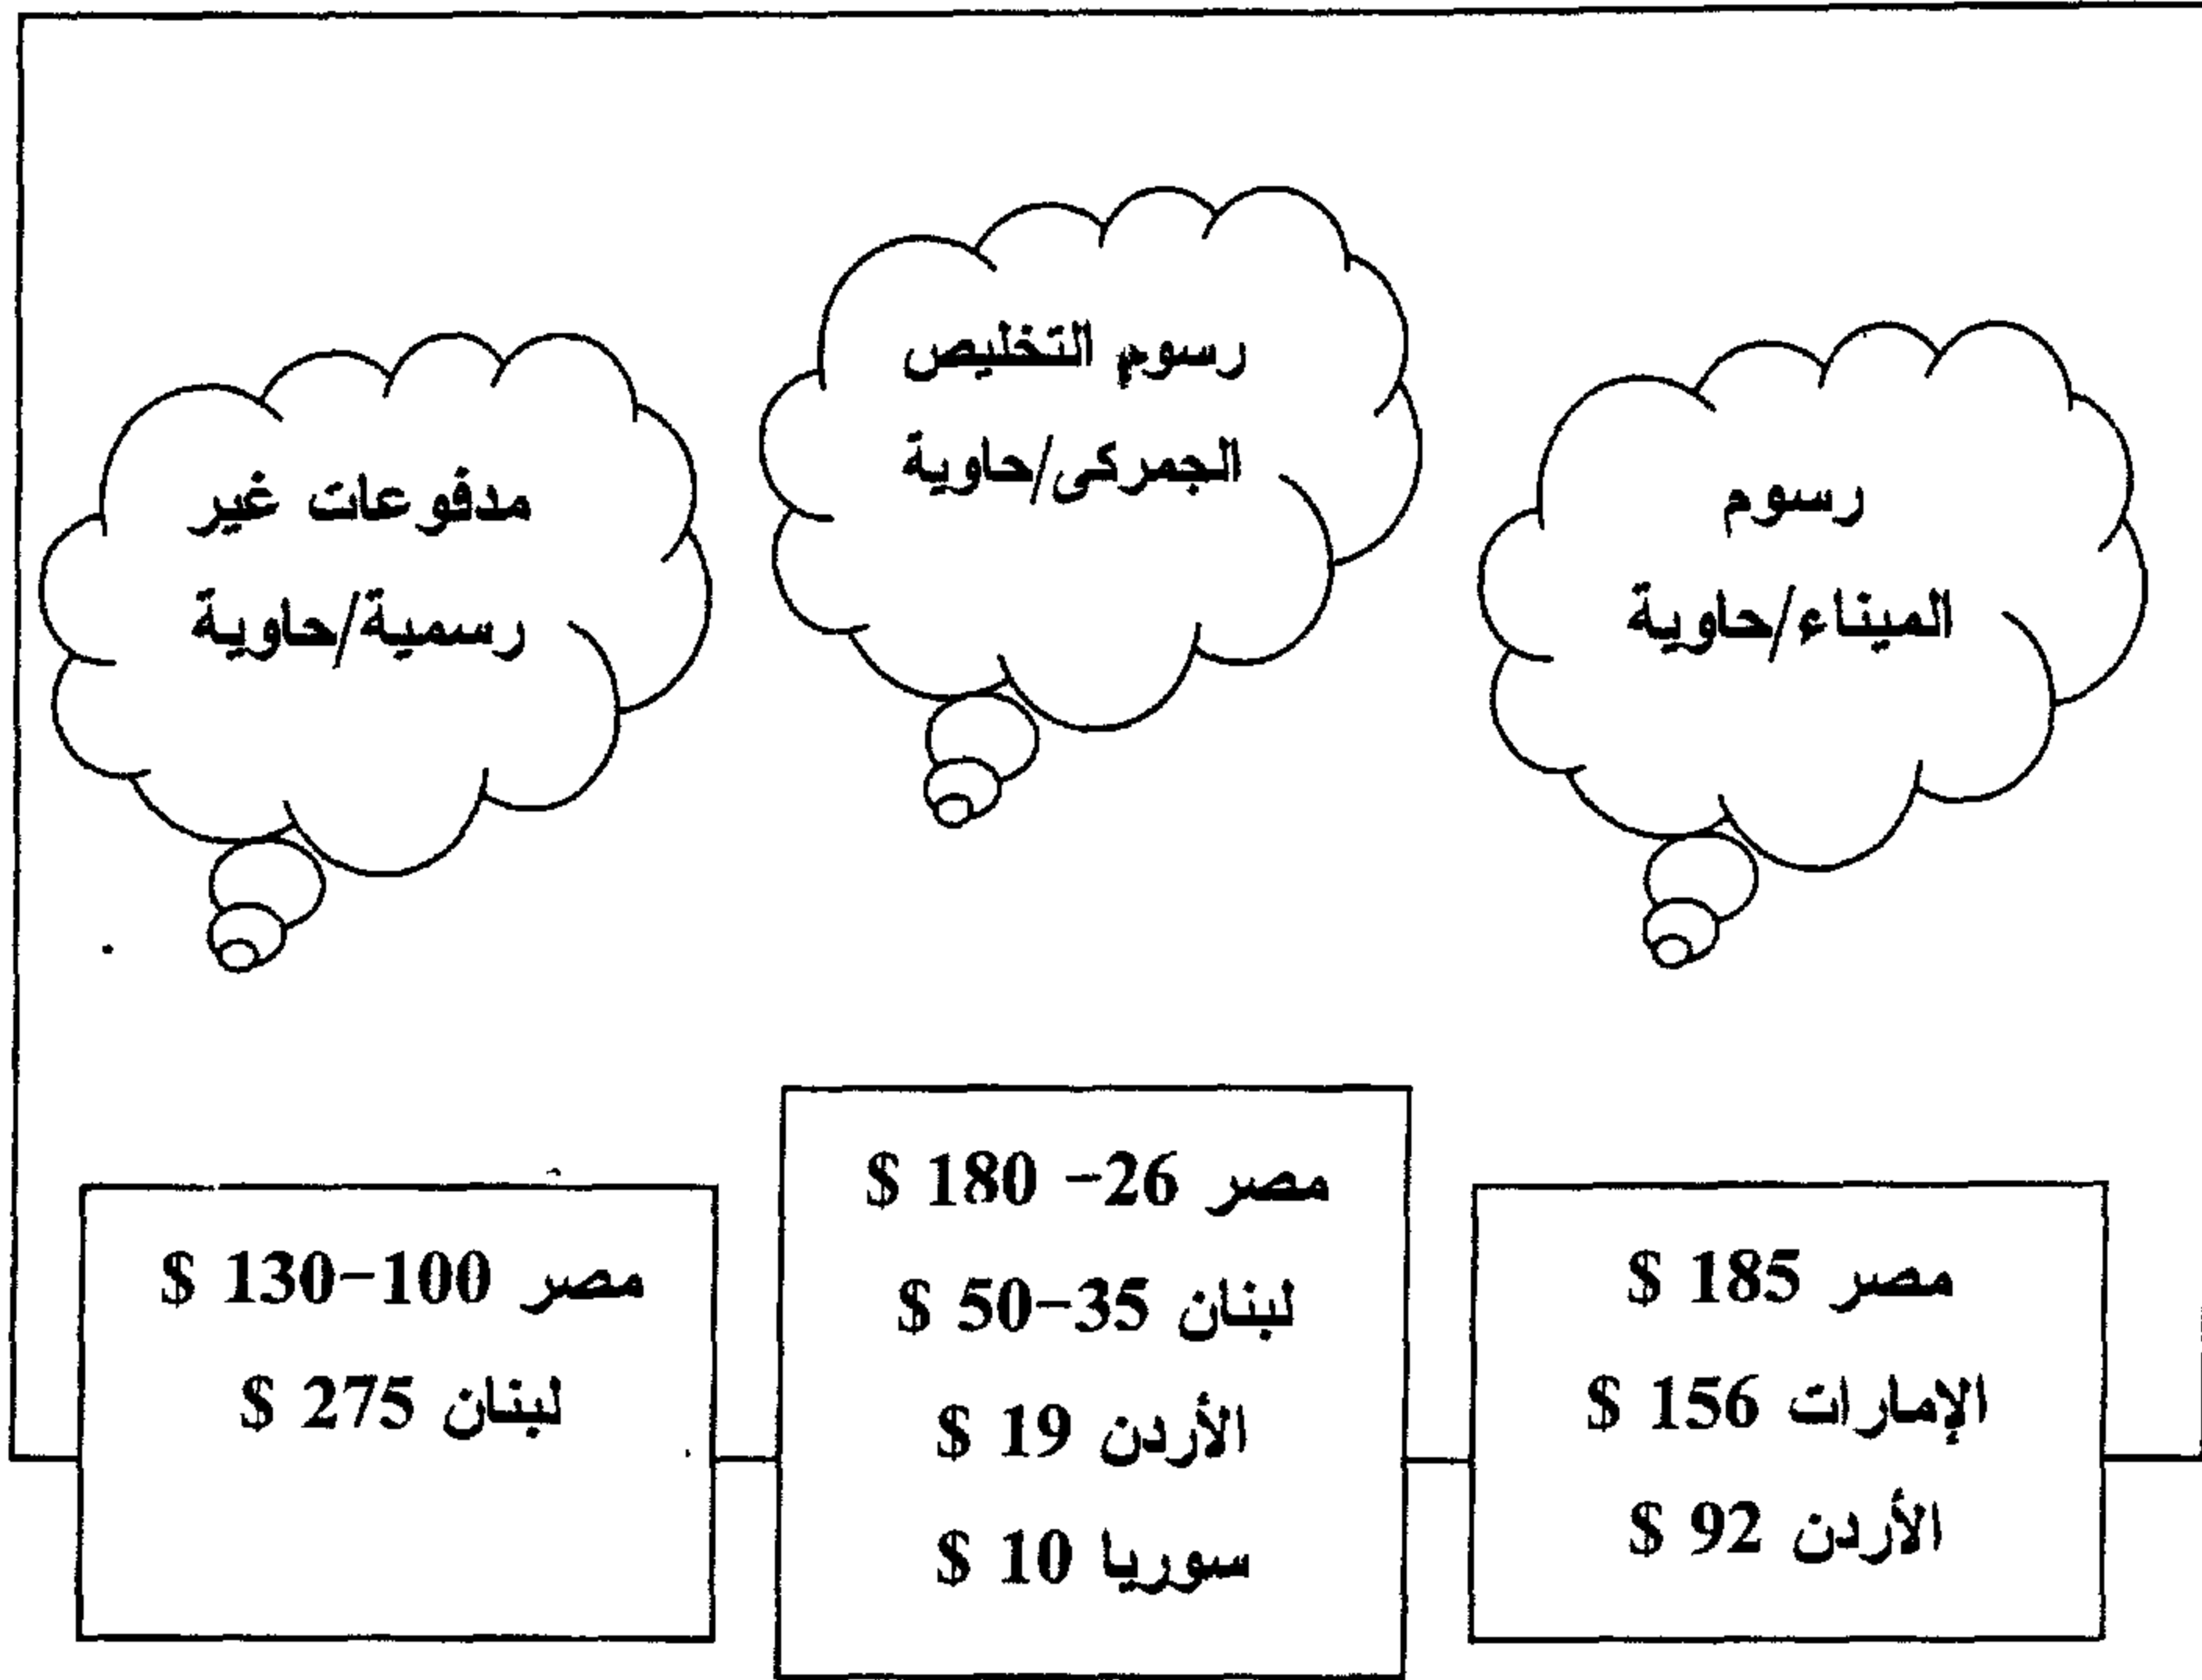 رسوم
الميناء/حاوية
رسوم التخليص
الجمركى/حاوية
مدفوعات غير
رسمية/حاوية
مصر 185 $
الإمارات 156 $
الأردن 92 $
مصر 26- 180 $
لبنان 35-50 $
الأردن 19 $
سوريا 10 $
مصر 100-130 $
لبنان 275 $